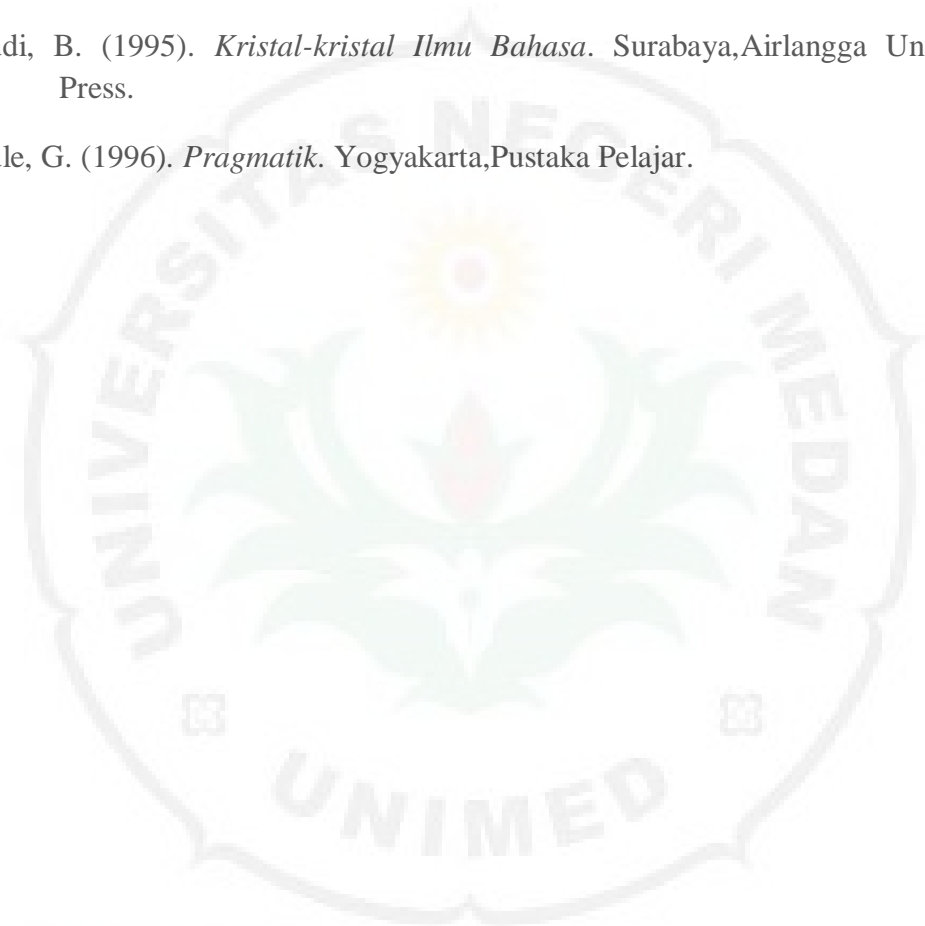 di, B. (1995). Kristal-kristal Ilmu Bahasa. Surabaya,Airlangga Un
Press.
le, G. (1996). Pragmatik. Yogyakarta,Pustaka Pelajar.
UNIVERSITAS NEGERI MEDAN
UNIMED